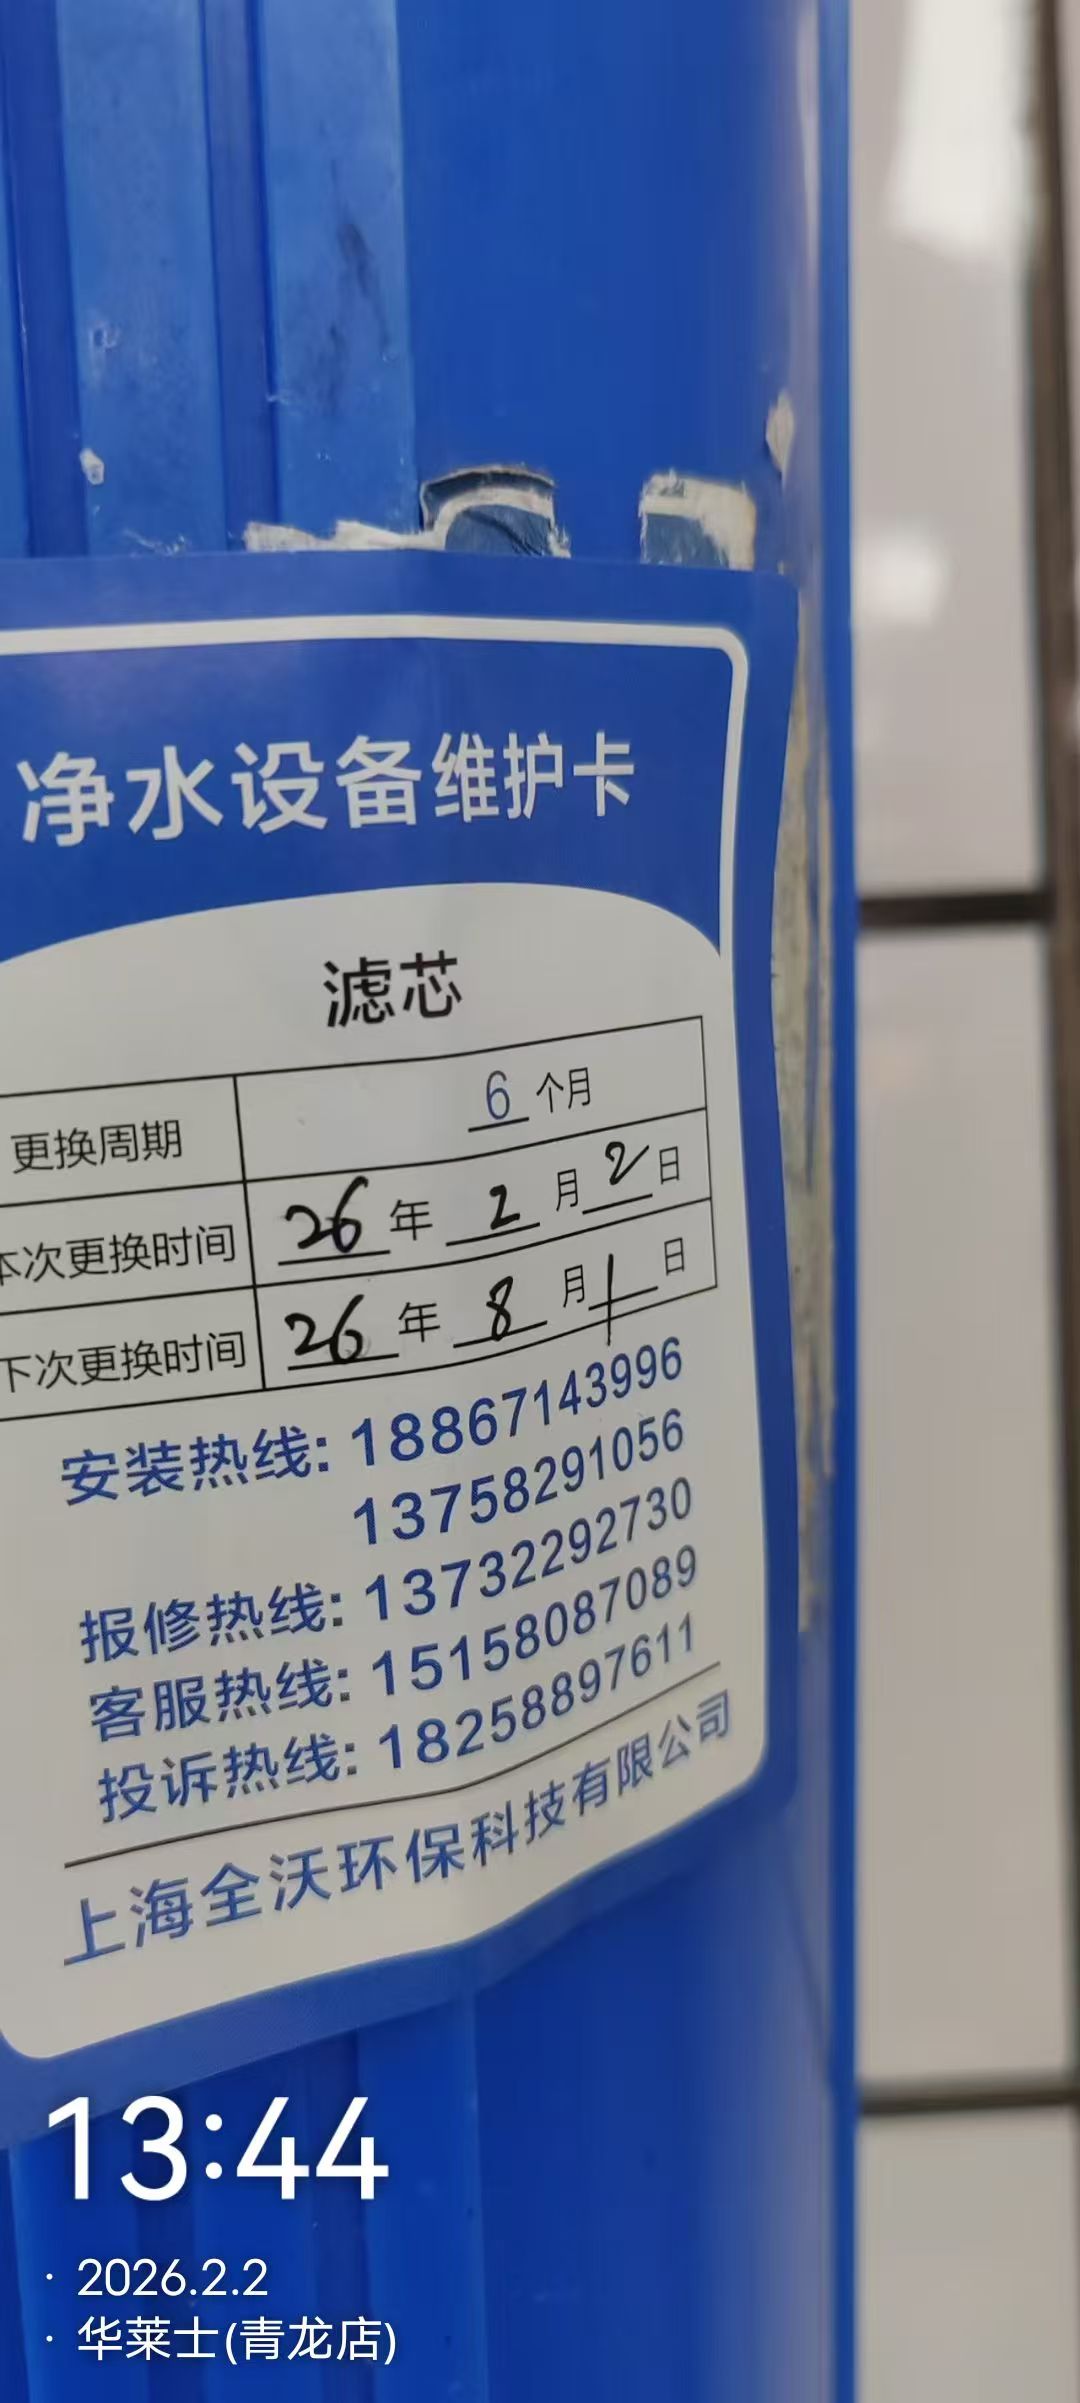 净水设备维护卡
滤芯
更换周期 6个月
本次更换时间 26年2月2日
下次更换时间 26年8月1日
安装热线: 18867143996
13758291056
报修热线: 13732292730
客服热线: 15158087089
投诉热线: 18258897611
上海全沃环保科技有限公司
13:44
· 2026.2.2
· 华莱士(青龙店)